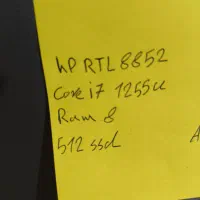 hp RTL8852
Core i7 1255u
Ram 8
512 ssd
A